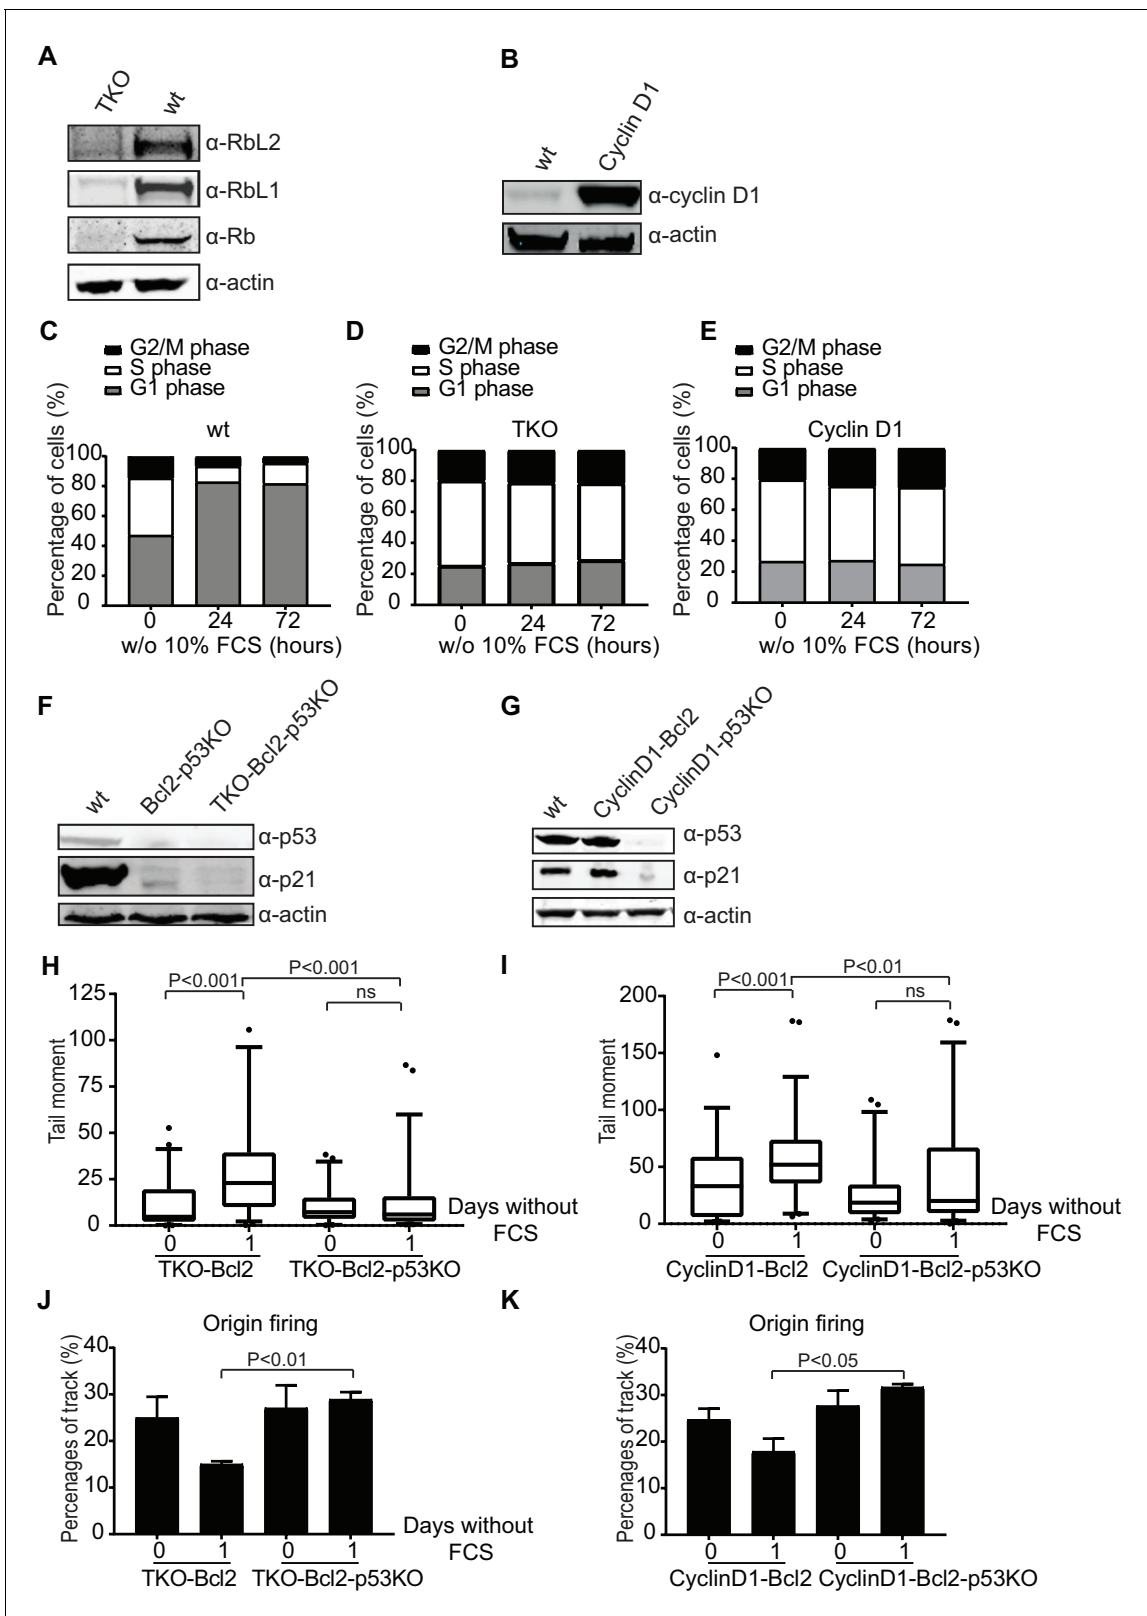 A
TKO
wt
α-RbL2
α-RbL1
α-Rb
α-actin
B
wt
Cyclin D1
α-cyclin D1
α-actin
C
G2/M phase
S phase
G1 phase
wt
Percentage of cells (%)
100
80
60
40
20
0
0 24 72
w/o 10% FCS (hours)
D
G2/M phase
S phase
G1 phase
TKO
Percentage of cells (%)
100
80
60
40
20
0
0 24 72
w/o 10% FCS (hours)
E
G2/M phase
S phase
G1 phase
Cyclin D1
Percentage of cells (%)
100
80
60
40
20
0
0 24 72
w/o 10% FCS (hours)
F
wt
Bcl2-p53KO
TKO-Bcl2-p53KO
α-p53
α-p21
α-actin
G
wt
CyclinD1-Bcl2
CyclinD1-p53KO
α-p53
α-p21
α-actin
H
P<0.001
P<0.001
ns
Tail moment
125
100
75
50
25
0
0 1 0 1
Days without
FCS
TKO-Bcl2 TKO-Bcl2-p53KO
I
P<0.001
P<0.01
ns
Tail moment
200
150
100
50
0
0 1 0 1
Days without
FCS
CyclinD1-Bcl2 CyclinD1-Bcl2-p53KO
J
Origin firing
P<0.01
Percenages of track (%)
40
30
20
10
0
0 1 0 1
Days without
FCS
TKO-Bcl2 TKO-Bcl2-p53KO
K
Origin firing
P<0.05
Percenages of track (%)
40
30
20
10
0
0 1 0 1
CyclinD1-Bcl2 CyclinD1-Bcl2-p53KO